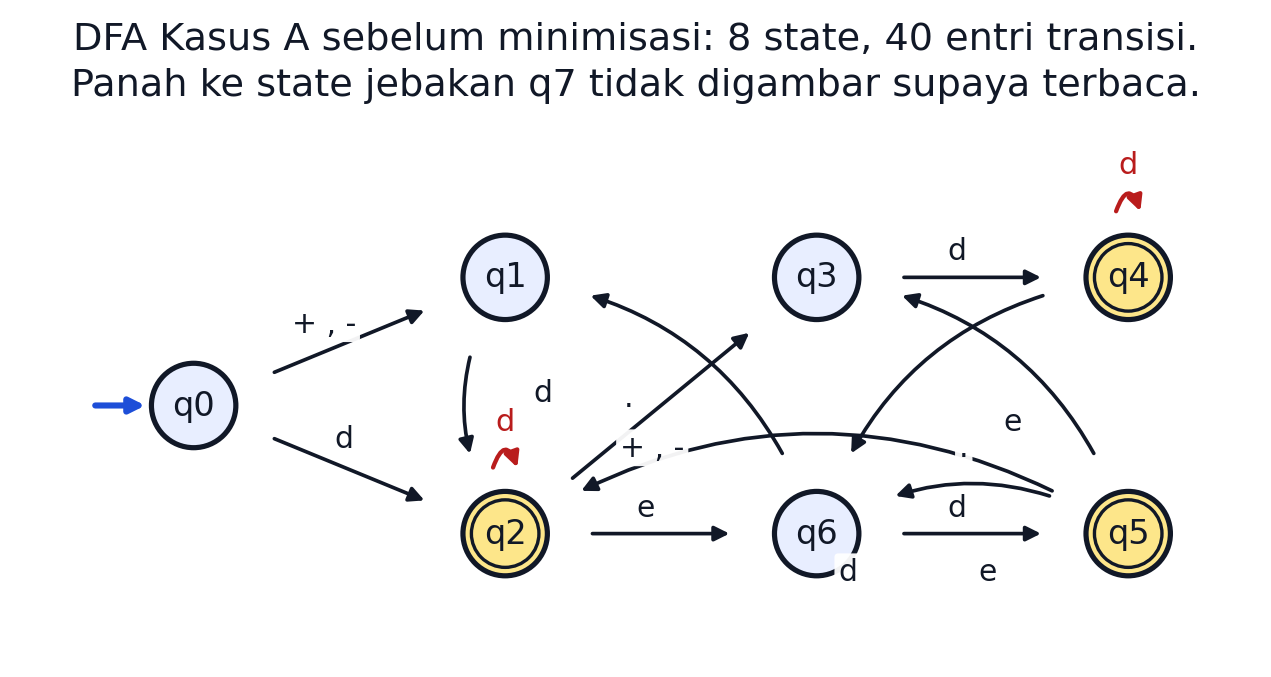 DFA Kasus A sebelum minimisasi: 8 state, 40 entri transisi.
Panah ke state jebakan q7 tidak digambar supaya terbaca.
d
q1
q3
d
q4
+ , -
q0
d
d
.
d
e
+ , -
.
q2
e
q6
d
q5
d
e